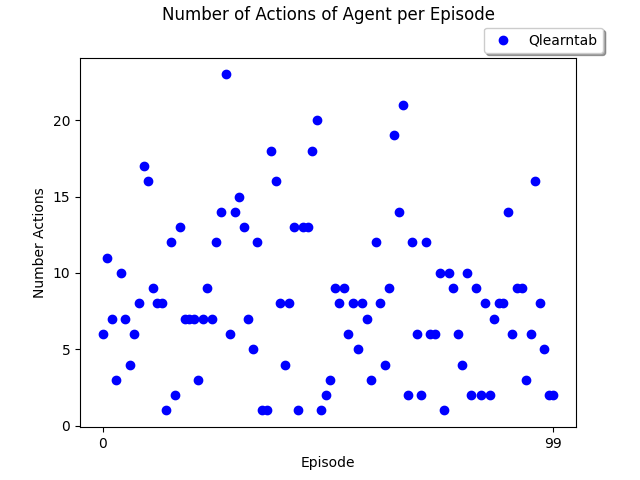 Number of Actions of Agent per Episode
Qlearntab
20
15
10
5
0
Number Actions
0 99
Episode